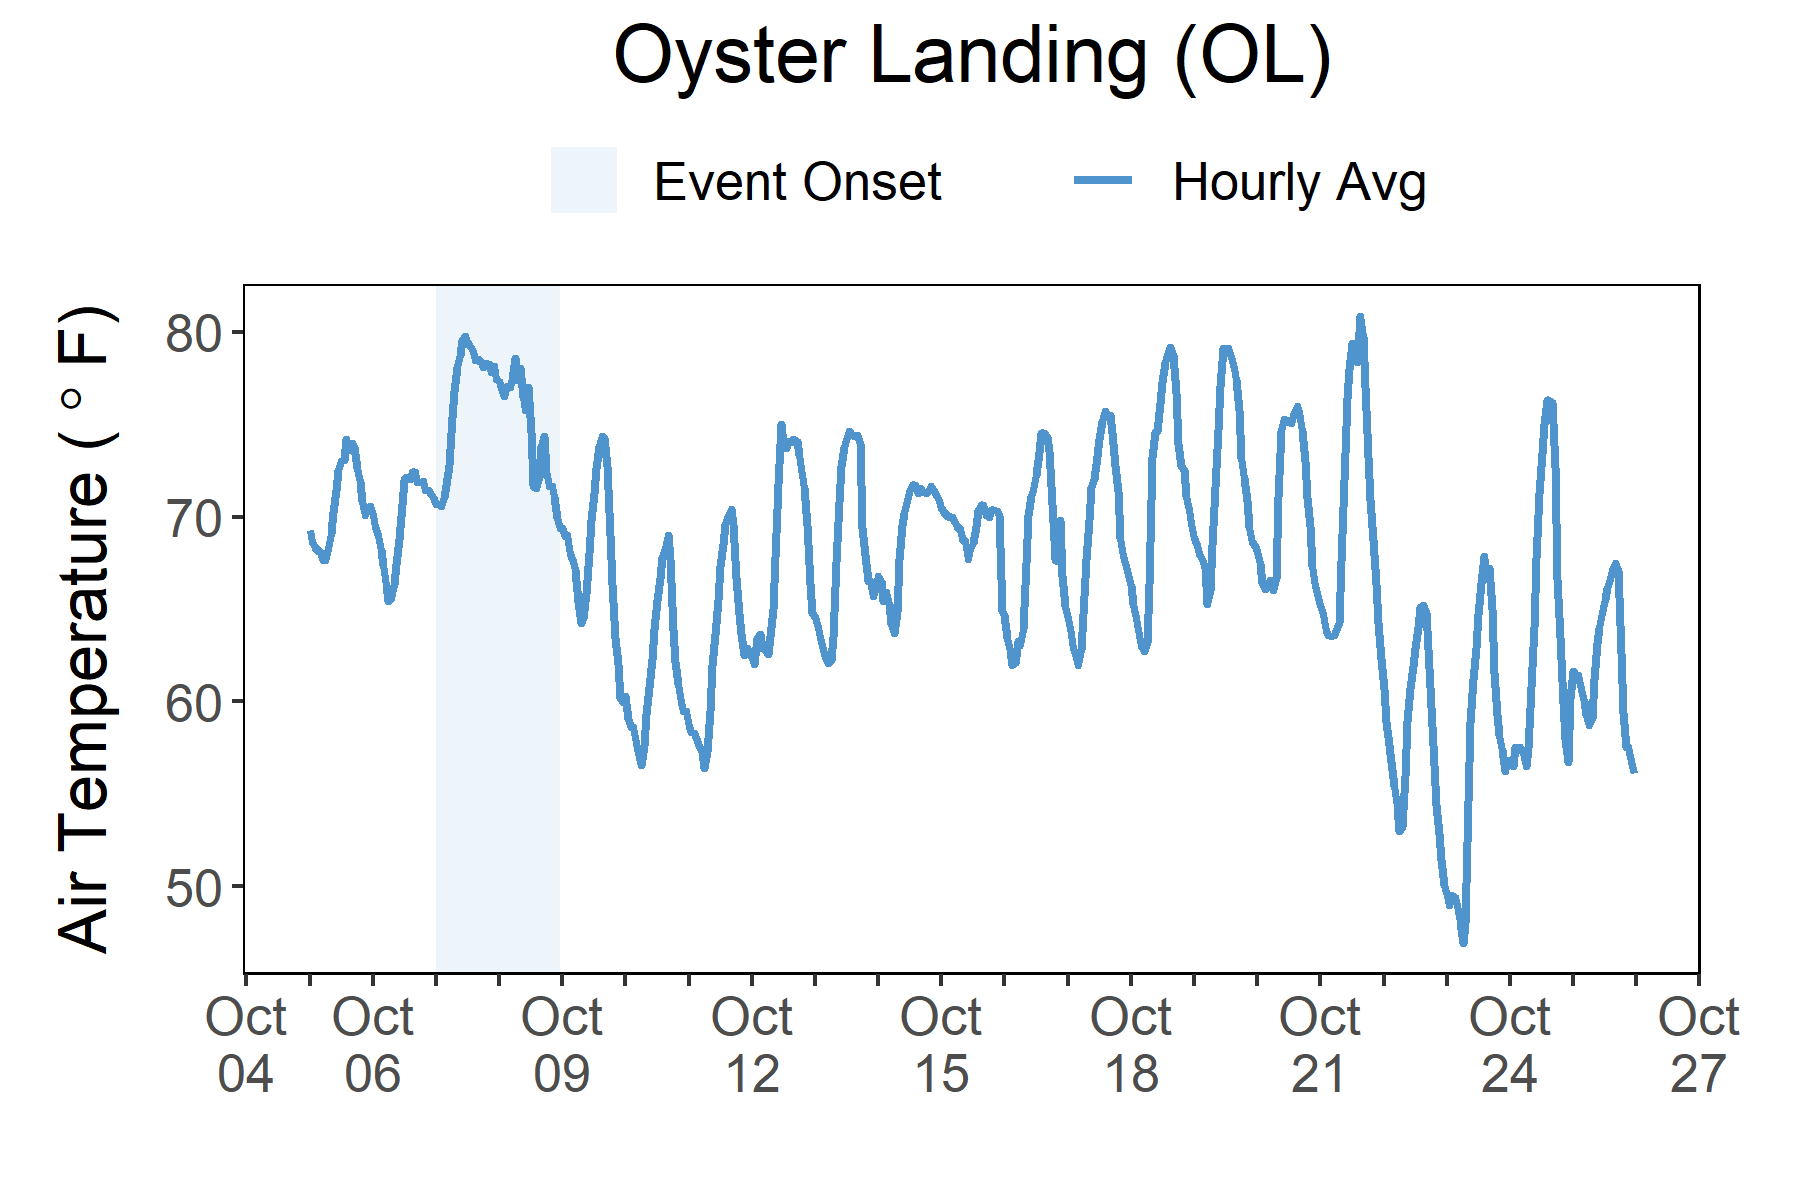 Oyster Landing (OL)
Event Onset Hourly Avg
Air Temperature ( ° F)
80
70
60
50
Oct Oct Oct Oct Oct Oct Oct Oct Oct
04 06 09 12 15 18 21 24 27